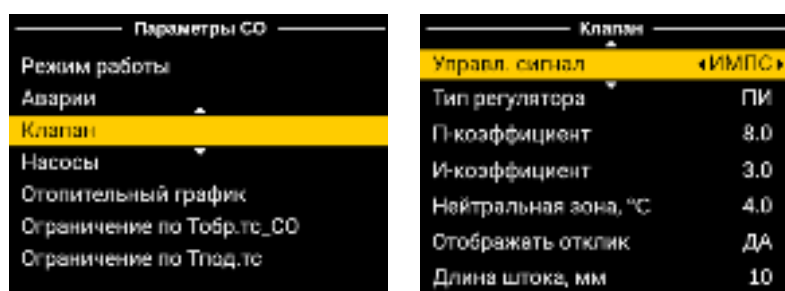 Параметры СО
Режим работы
Аварии
Клапан
Насосы
Отопительный график
Ограничение по Тобр.тс_СО
Ограничение по Тпод.тс
Клапан
Управл. сигнал ИМПС
Тип регулятора ПИ
П-коэффициент 8.0
И-коэффициент 3.0
Нейтральная зона, °С 4.0
Отображать отклик ДА
Длина штока, мм 10